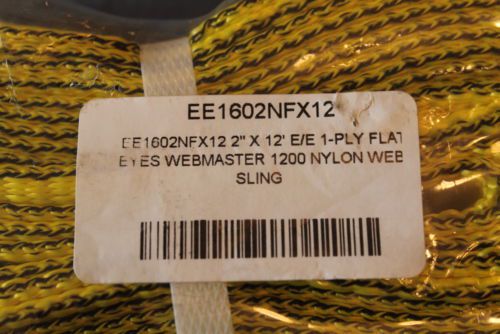 EE1602NFX12
EE1602NFX12 2" X 12' E/E 1-PLY FLAT
EYES WEBMASTER 1200 NYLON WEB
SLING